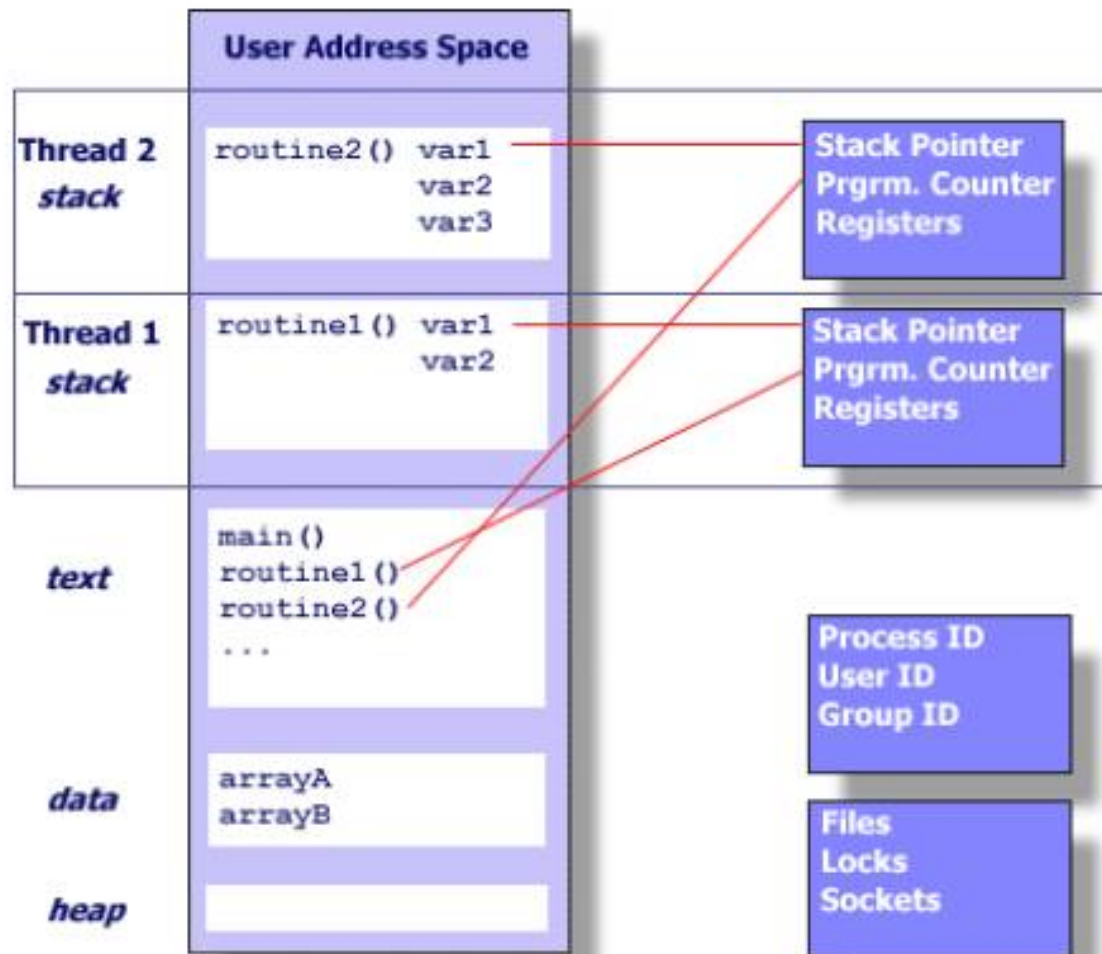 User Address Space
Thread 2
stack
routine2() var1
var2
var3
Stack Pointer
Prgrm. Counter
Registers
Thread 1
stack
routine1() var1
var2
Stack Pointer
Prgrm. Counter
Registers
text
main()
routine1()
routine2()
...
Process ID
User ID
Group ID
data
arrayA
arrayB
Files
Locks
Sockets
heap